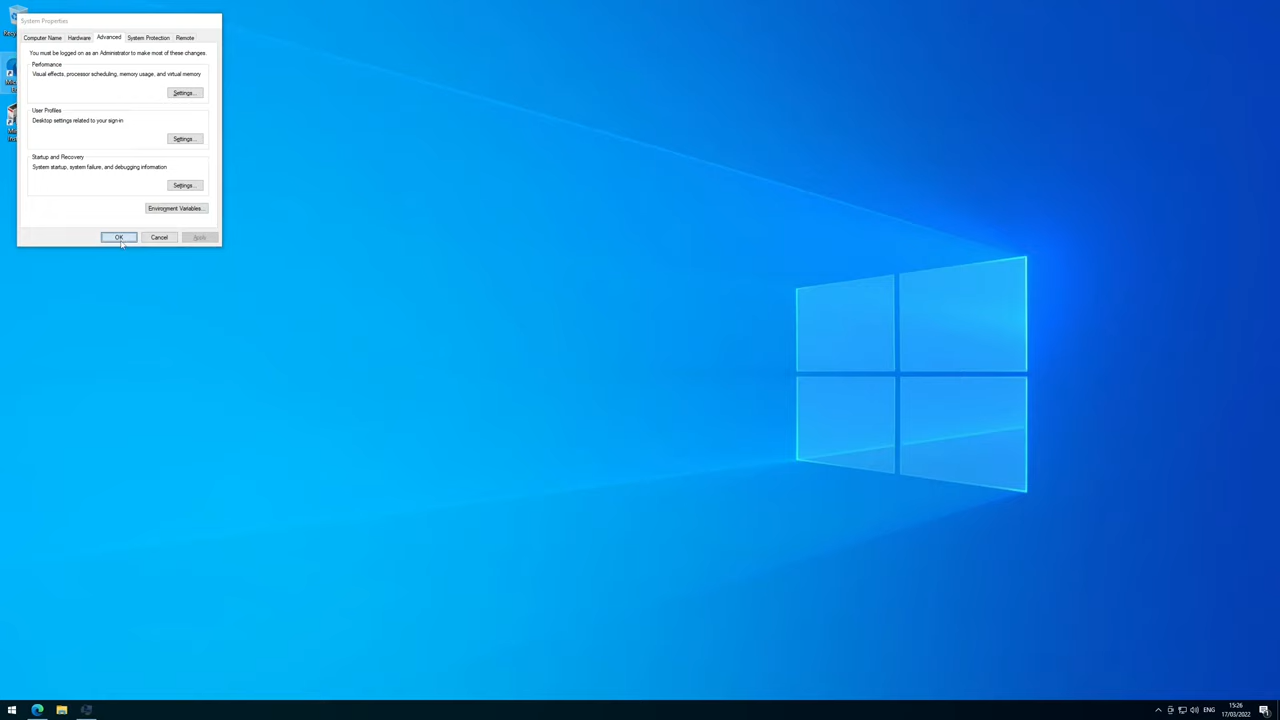 System Properties
Computer Name Hardware Advanced System Protection Remote
You must be logged on as an Administrator to make most of these changes.
Performance
Visual effects, processor scheduling, memory usage, and virtual memory
Settings...
User Profiles
Desktop settings related to your sign-in
Settings...
Startup and Recovery
System startup, system failure, and debugging information
Settings...
Environment Variables...
OK Cancel Apply
ENG
15:26
17/03/2022